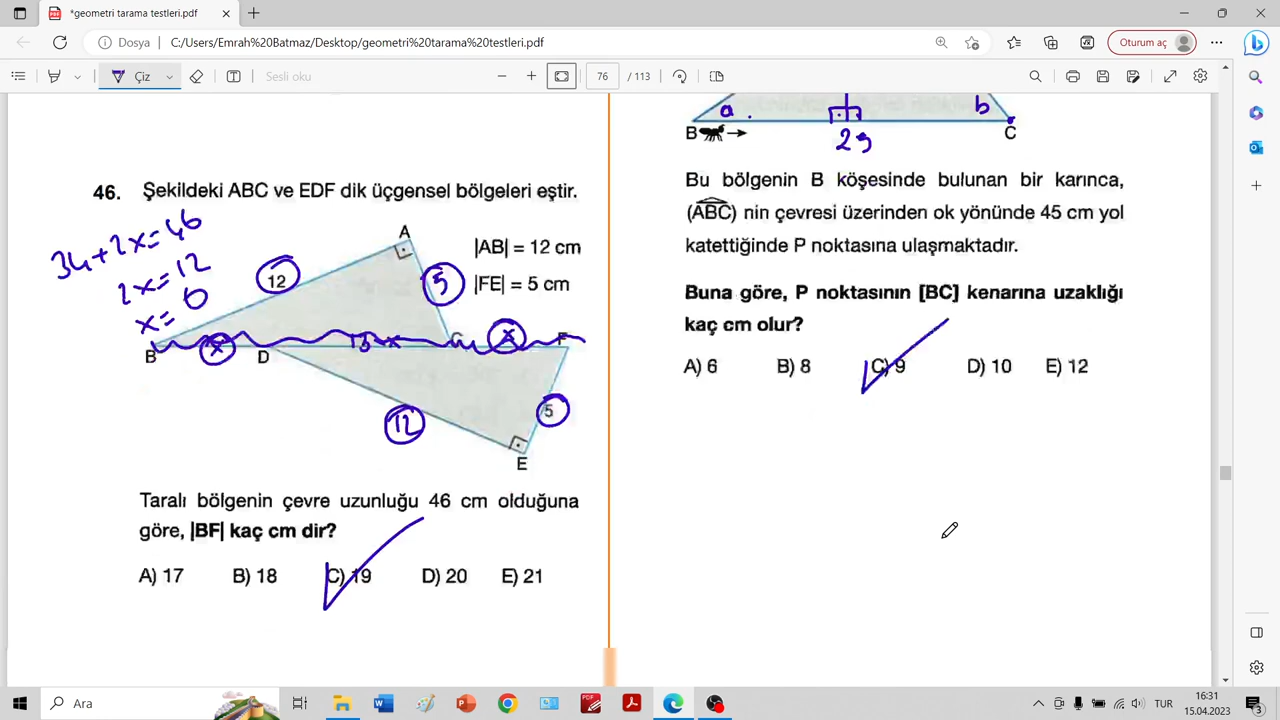 *geometri tarama testleri.pdf
Dosya
C:/Users/Emrah%20Batmaz/Desktop/geometri%20tarama%20testleri.pdf
Oturum aç
Çiz
Sesli oku
76 / 113
a
b
B
C
2g
46. Şekildeki ABC ve EDF dik üçgensel bölgeleri eştir.
34+2x=46
2x=12
x=6
A
12
5
|AB| = 12 cm
|FE| = 5 cm
B
x
D
13-x
C
x
F
12
5
E
Taralı bölgenin çevre uzunluğu 46 cm olduğuna
göre, |BF| kaç cm dir?
A) 17 B) 18 C) 19 D) 20 E) 21
Bu bölgenin B köşesinde bulunan bir karınca,
(ABC) nin çevresi üzerinden ok yönünde 45 cm yol
katettiğinde P noktasına ulaşmaktadır.
Buna göre, P noktasının [BC] kenarına uzaklığı
kaç cm olur?
A) 6 B) 8 C) 9 D) 10 E) 12
Ara
TUR
16:31
15.04.2023
3